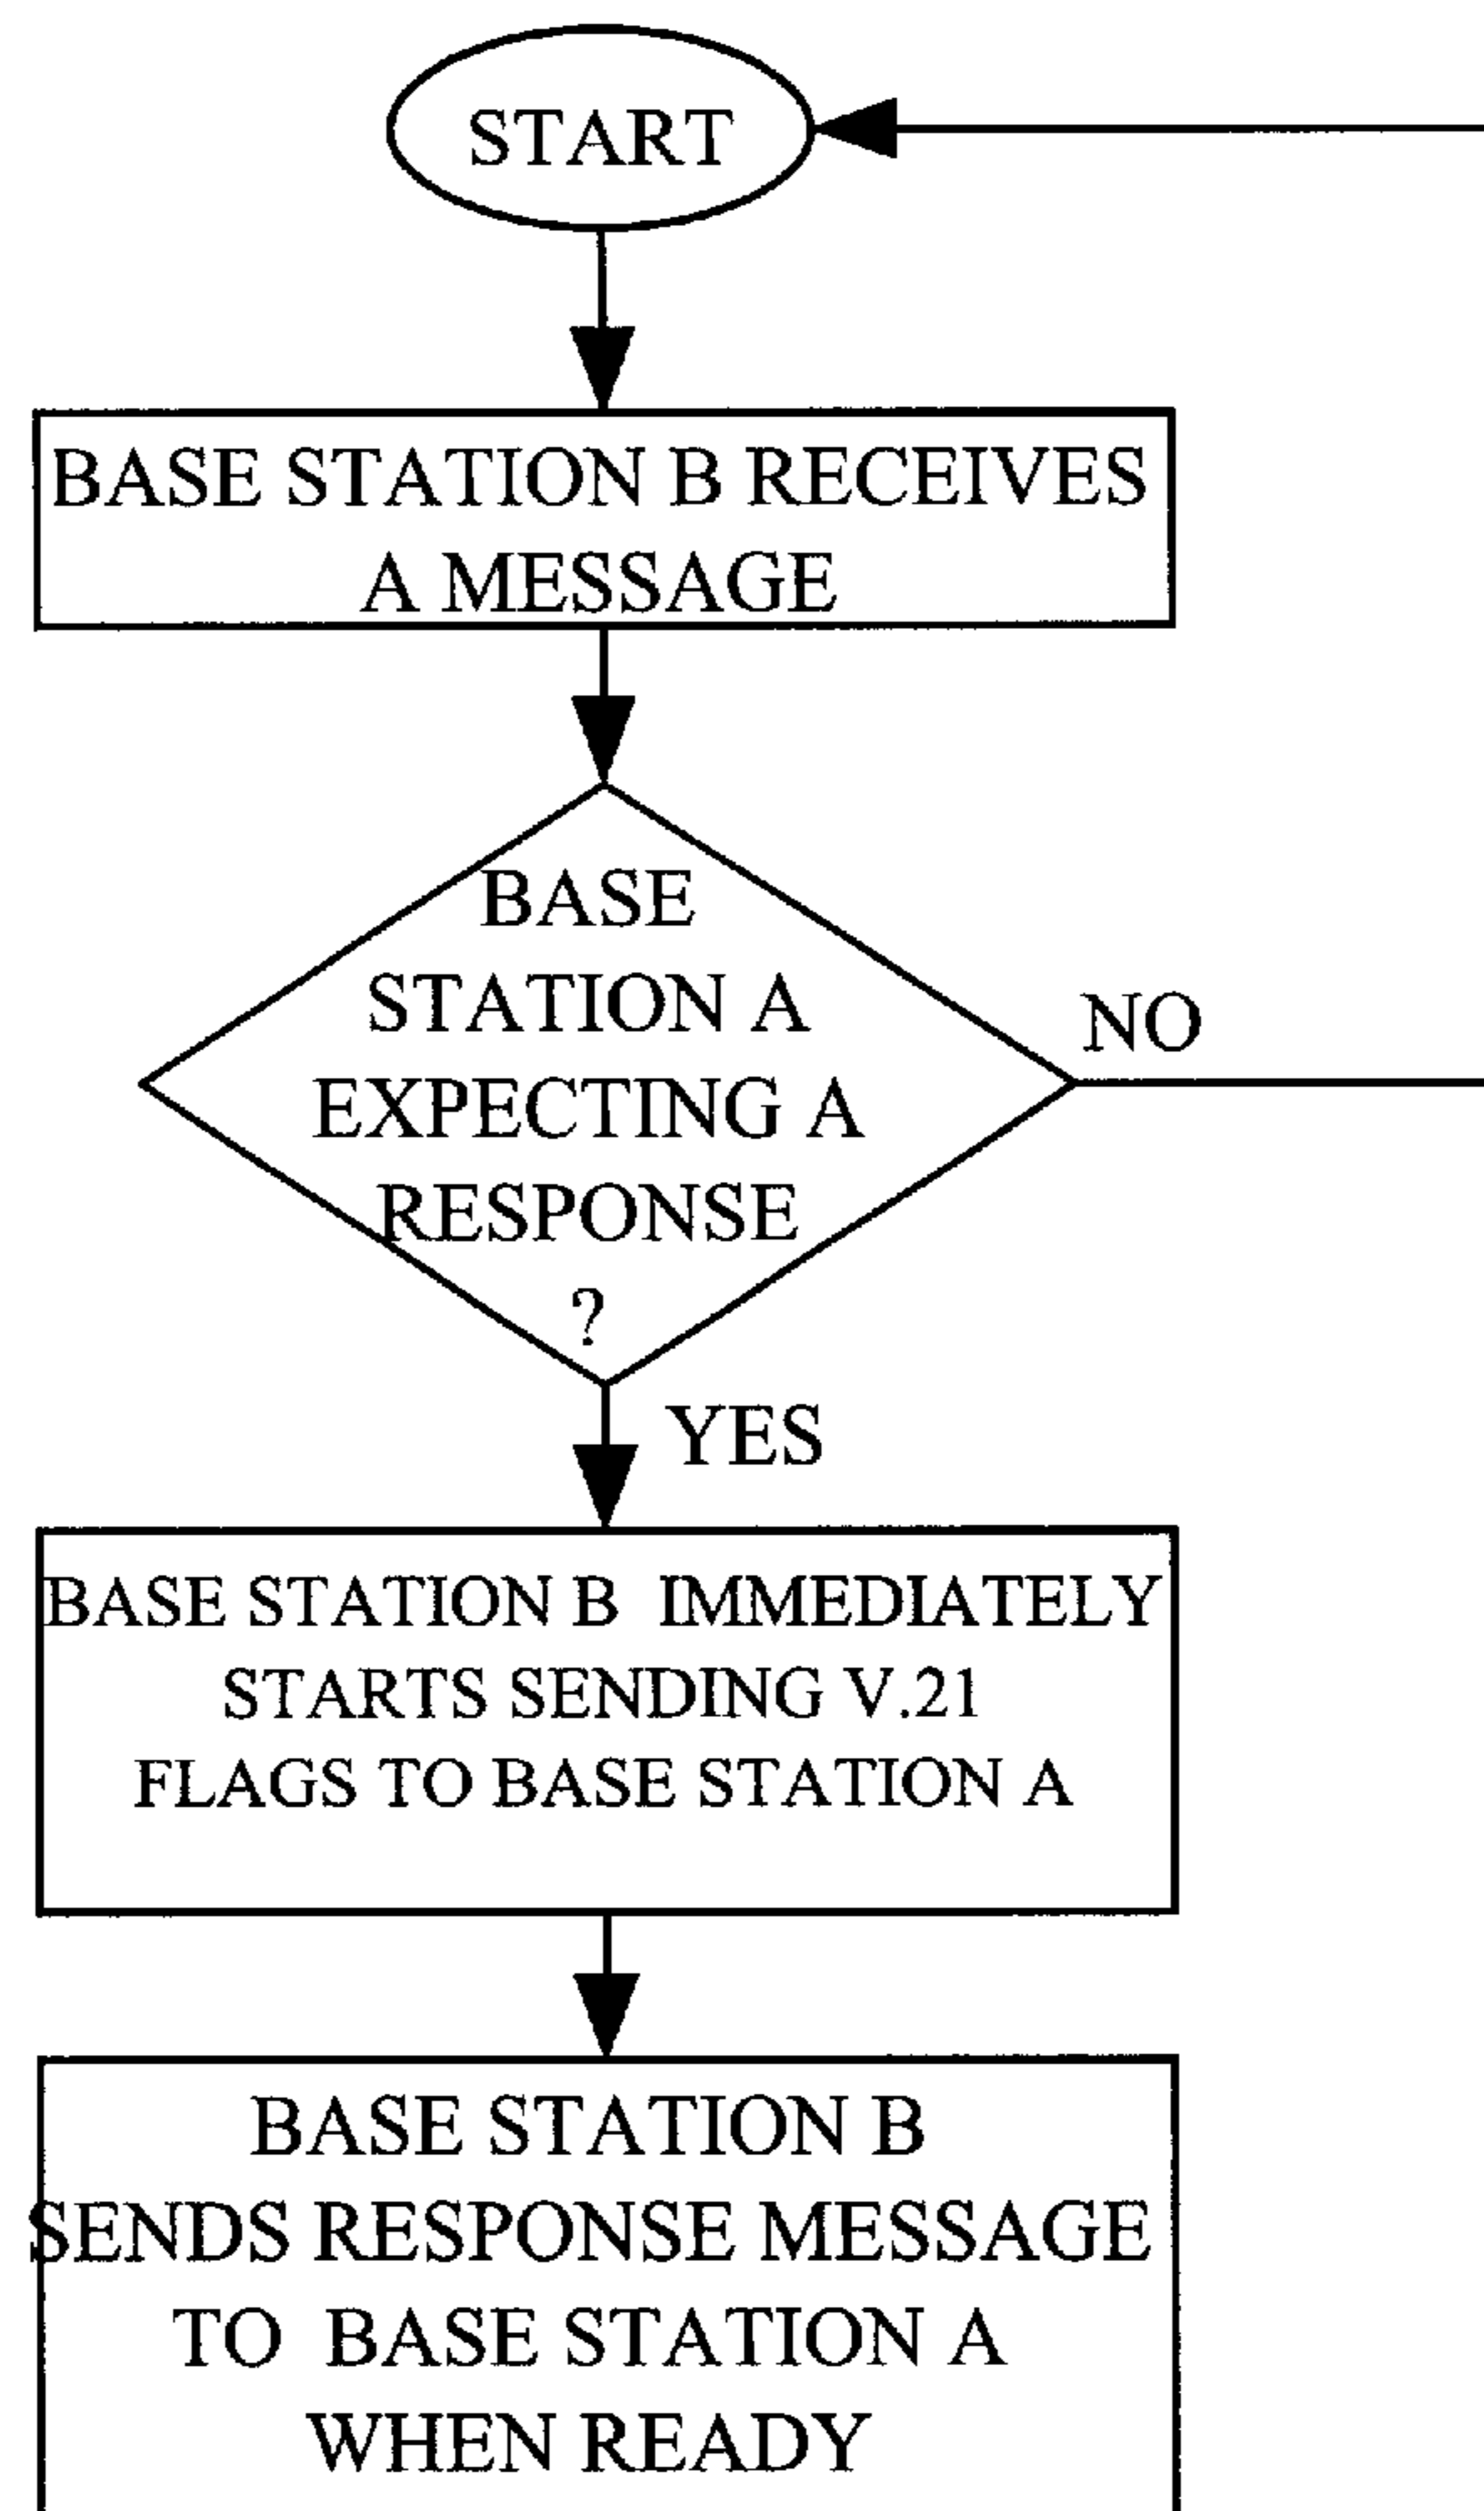 START
BASE STATION B RECEIVES
A MESSAGE
BASE
STATION A
EXPECTING A
RESPONSE
?
NO
YES
BASE STATION B IMMEDIATELY
STARTS SENDING V.21
FLAGS TO BASE STATION A
BASE STATION B
SENDS RESPONSE MESSAGE
TO BASE STATION A
WHEN READY